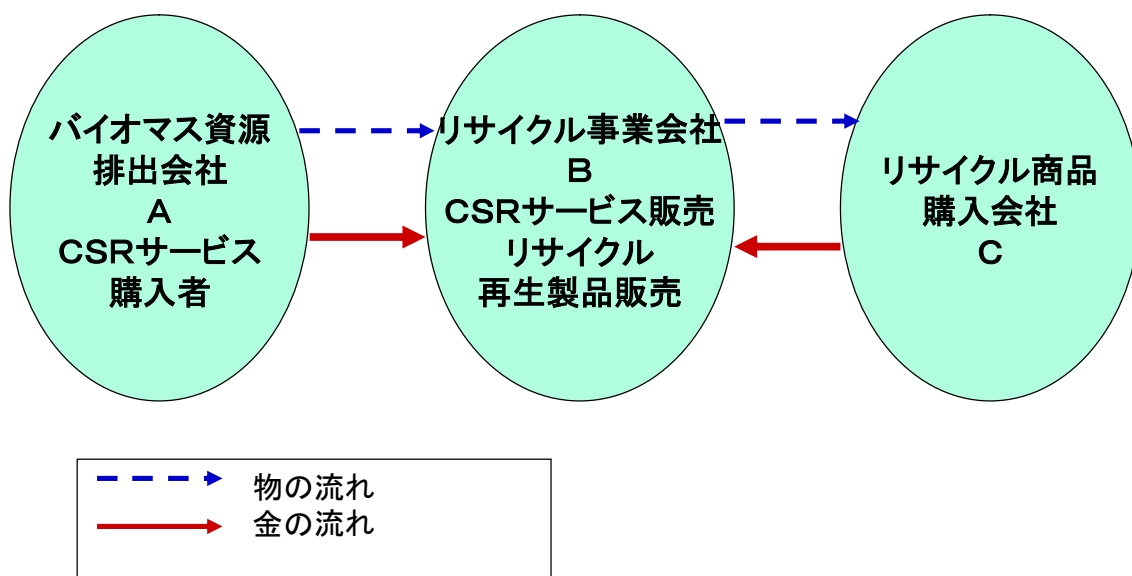 バイオマス資源
排出会社
A
CSRサービス
購入者
リサイクル事業会社
B
CSRサービス販売
リサイクル
再生製品販売
リサイクル商品
購入会社
C
物の流れ
金の流れ